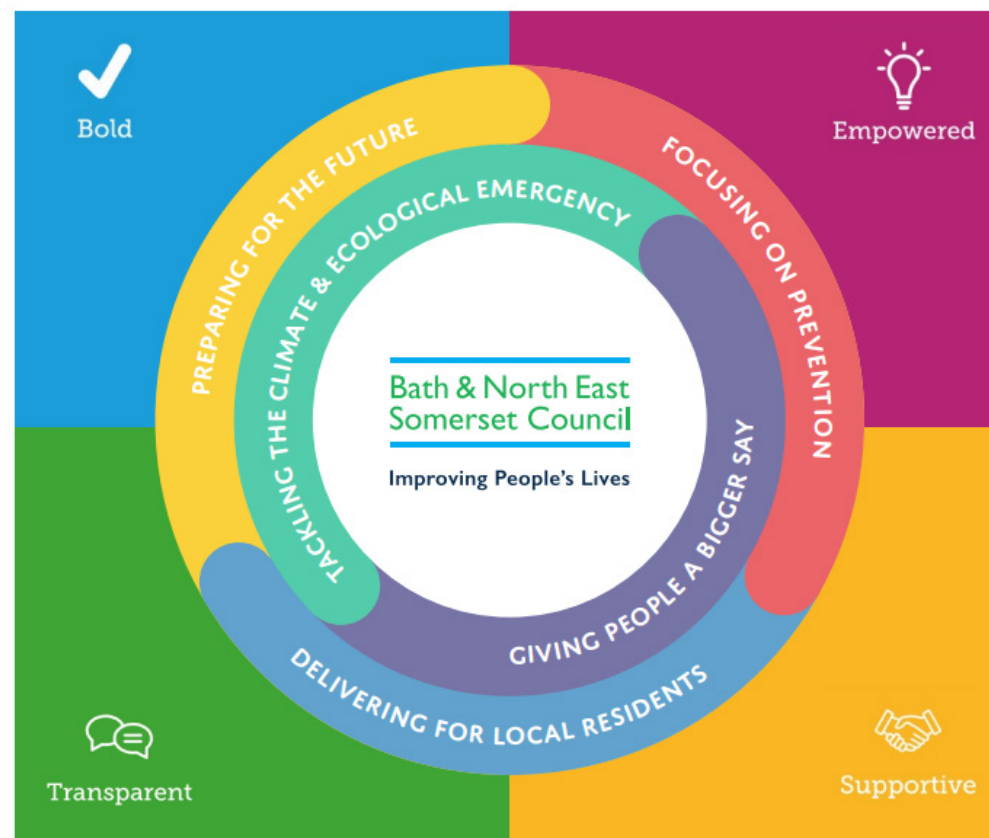 Bold
Empowered
PREPARING FOR THE FUTURE
FOCUSING ON PREVENTION
TACKLING THE CLIMATE & ECOLOGICAL EMERGENCY
Bath & North East
Somerset Council
Improving People's Lives
GIVING PEOPLE A BIGGER SAY
DELIVERING FOR LOCAL RESIDENTS
Transparent
Supportive